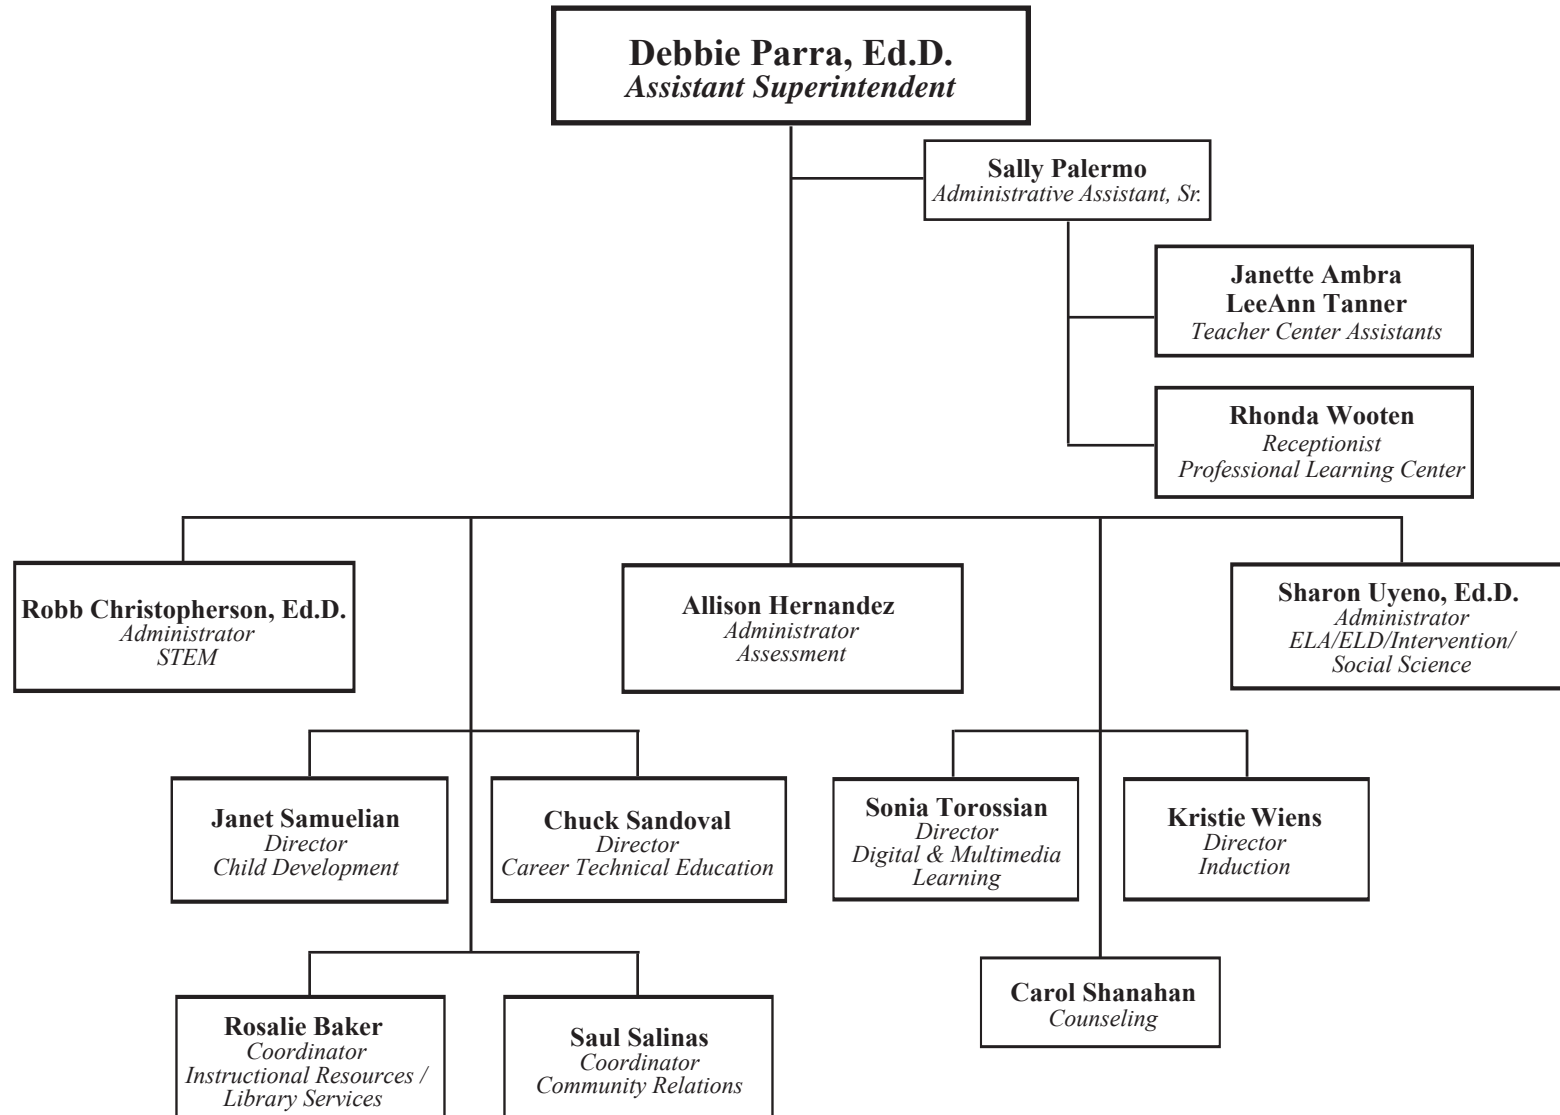 Debbie Parra, Ed.D.
Assistant Superintendent
Sally Palermo
Administrative Assistant, Sr.
Janette Ambra
LeeAnn Tanner
Teacher Center Assistants
Rhonda Wooten
Receptionist
Professional Learning Center
Robb Christopherson, Ed.D.
Administrator
STEM
Allison Hernandez
Administrator
Assessment
Sharon Uyeno, Ed.D.
Administrator
ELA/ELD/Intervention/
Social Science
Janet Samuelian
Director
Child Development
Chuck Sandoval
Director
Career Technical Education
Sonia Torossian
Director
Digital & Multimedia
Learning
Kristie Wiens
Director
Induction
Rosalie Baker
Coordinator
Instructional Resources /
Library Services
Saul Salinas
Coordinator
Community Relations
Carol Shanahan
Counseling